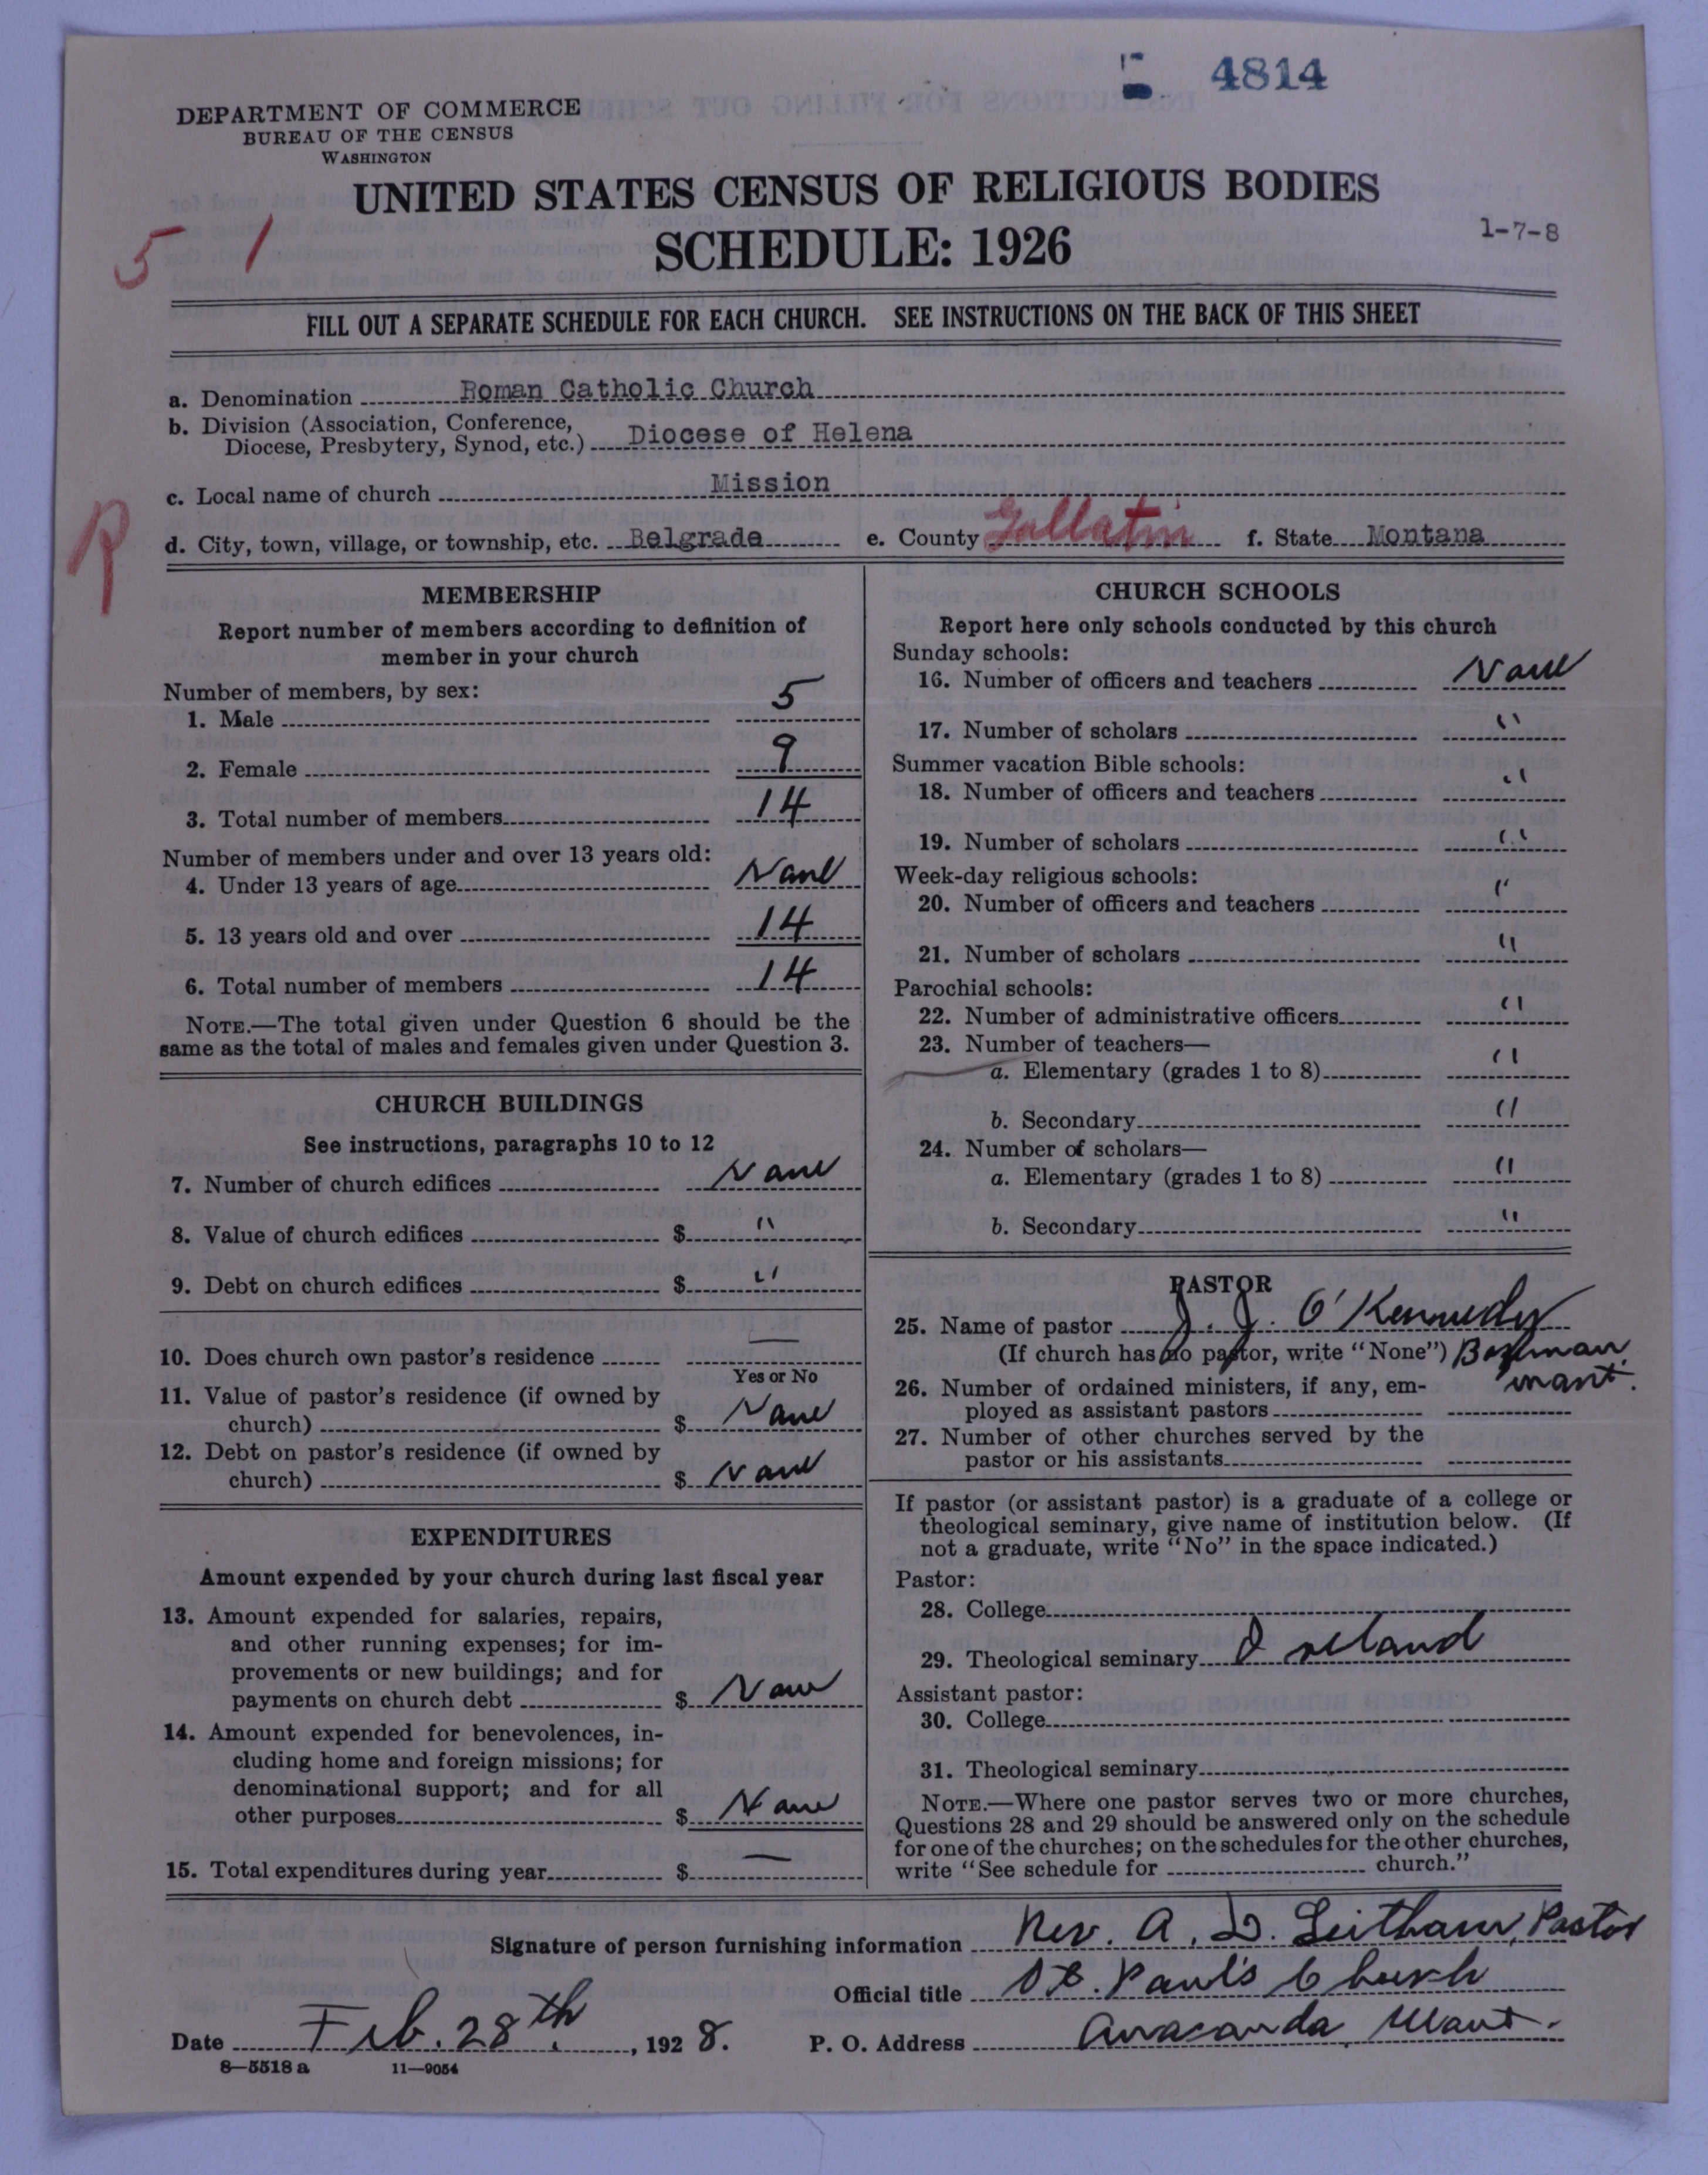 4814
DEPARTMENT OF COMMERCE
BUREAU OF THE CENSUS
WASHINGTON
UNITED STATES CENSUS OF RELIGIOUS BODIES
SCHEDULE: 1926
1-7-8
5 1
FILL OUT A SEPARATE SCHEDULE FOR EACH CHURCH. SEE INSTRUCTIONS ON THE BACK OF THIS SHEET
a. Denomination Roman Catholic Church
b. Division (Association, Conference,
Diocese, Presbytery, Synod, etc.) Diocese of Helena
c. Local name of church Mission
R
d. City, town, village, or township, etc. Belgrade e. County Gallatin f. State Montana
MEMBERSHIP
Report number of members according to definition of
member in your church
Number of members, by sex:
1. Male 5
2. Female 9
3. Total number of members 14
Number of members under and over 13 years old:
4. Under 13 years of age None
5. 13 years old and over 14
6. Total number of members 14
NOTE.—The total given under Question 6 should be the
same as the total of males and females given under Question 3.
CHURCH BUILDINGS
See instructions, paragraphs 10 to 12
7. Number of church edifices None
8. Value of church edifices $ "
9. Debt on church edifices $ "
10. Does church own pastor's residence —
Yes or No
11. Value of pastor's residence (if owned by
church) $ None
12. Debt on pastor's residence (if owned by
church) $ None
EXPENDITURES
Amount expended by your church during last fiscal year
13. Amount expended for salaries, repairs,
and other running expenses; for im-
provements or new buildings; and for
payments on church debt $ None
14. Amount expended for benevolences, in-
cluding home and foreign missions; for
denominational support; and for all
other purposes $ None
15. Total expenditures during year $ —
CHURCH SCHOOLS
Report here only schools conducted by this church
Sunday schools:
16. Number of officers and teachers None
17. Number of scholars "
Summer vacation Bible schools:
18. Number of officers and teachers "
19. Number of scholars "
Week-day religious schools:
20. Number of officers and teachers "
21. Number of scholars "
Parochial schools:
22. Number of administrative officers "
23. Number of teachers—
a. Elementary (grades 1 to 8) "
b. Secondary "
24. Number of scholars—
a. Elementary (grades 1 to 8) "
b. Secondary "
PASTOR
25. Name of pastor J. J. O'Kennedy
(If church has no pastor, write "None") Bozeman
Mont.
26. Number of ordained ministers, if any, em-
ployed as assistant pastors
27. Number of other churches served by the
pastor or his assistants
If pastor (or assistant pastor) is a graduate of a college or
theological seminary, give name of institution below. (If
not a graduate, write "No" in the space indicated.)
Pastor:
28. College
29. Theological seminary Ireland
Assistant pastor:
30. College
31. Theological seminary
NOTE.—Where one pastor serves two or more churches,
Questions 28 and 29 should be answered only on the schedule
for one of the churches; on the schedules for the other churches,
write "See schedule for church."
Signature of person furnishing information Rev. A. D. Leitham, Pastor
Official title St. Paul's Church
Date Feb. 28th, 1928. P. O. Address Anaconda, Mont.
8—5518 a 11—9054